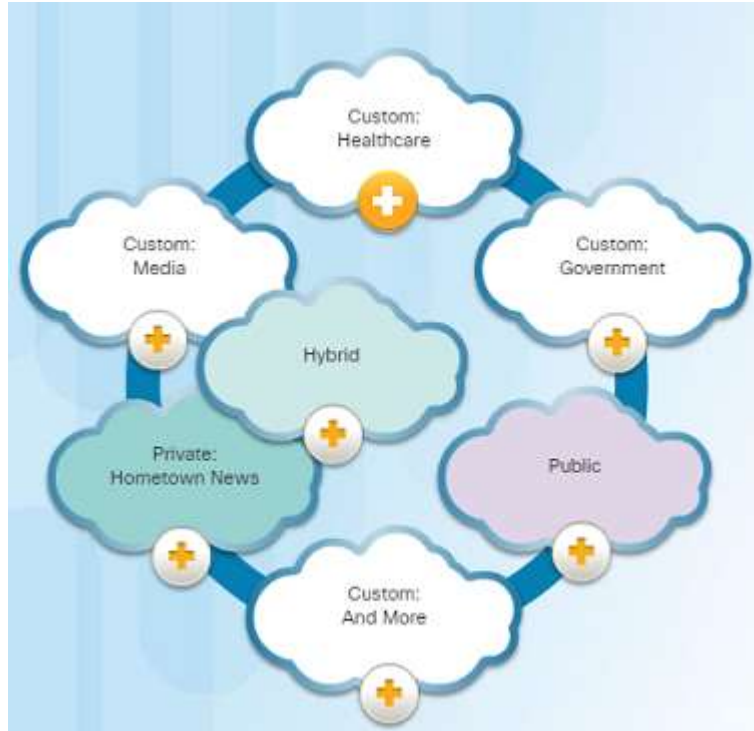 Custom:
Healthcare
Custom:
Media
Custom:
Government
Hybrid
Private:
Hometown News
Public
Custom:
And More